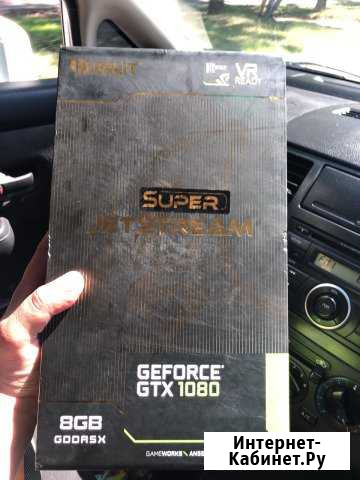 PALIT
VR
READY
SUPER
JETSTREAM
GEFORCE
GTX 1080
8GB
GDDR5X
GAMEWORKS
Интернет-
Кабинет.Ру